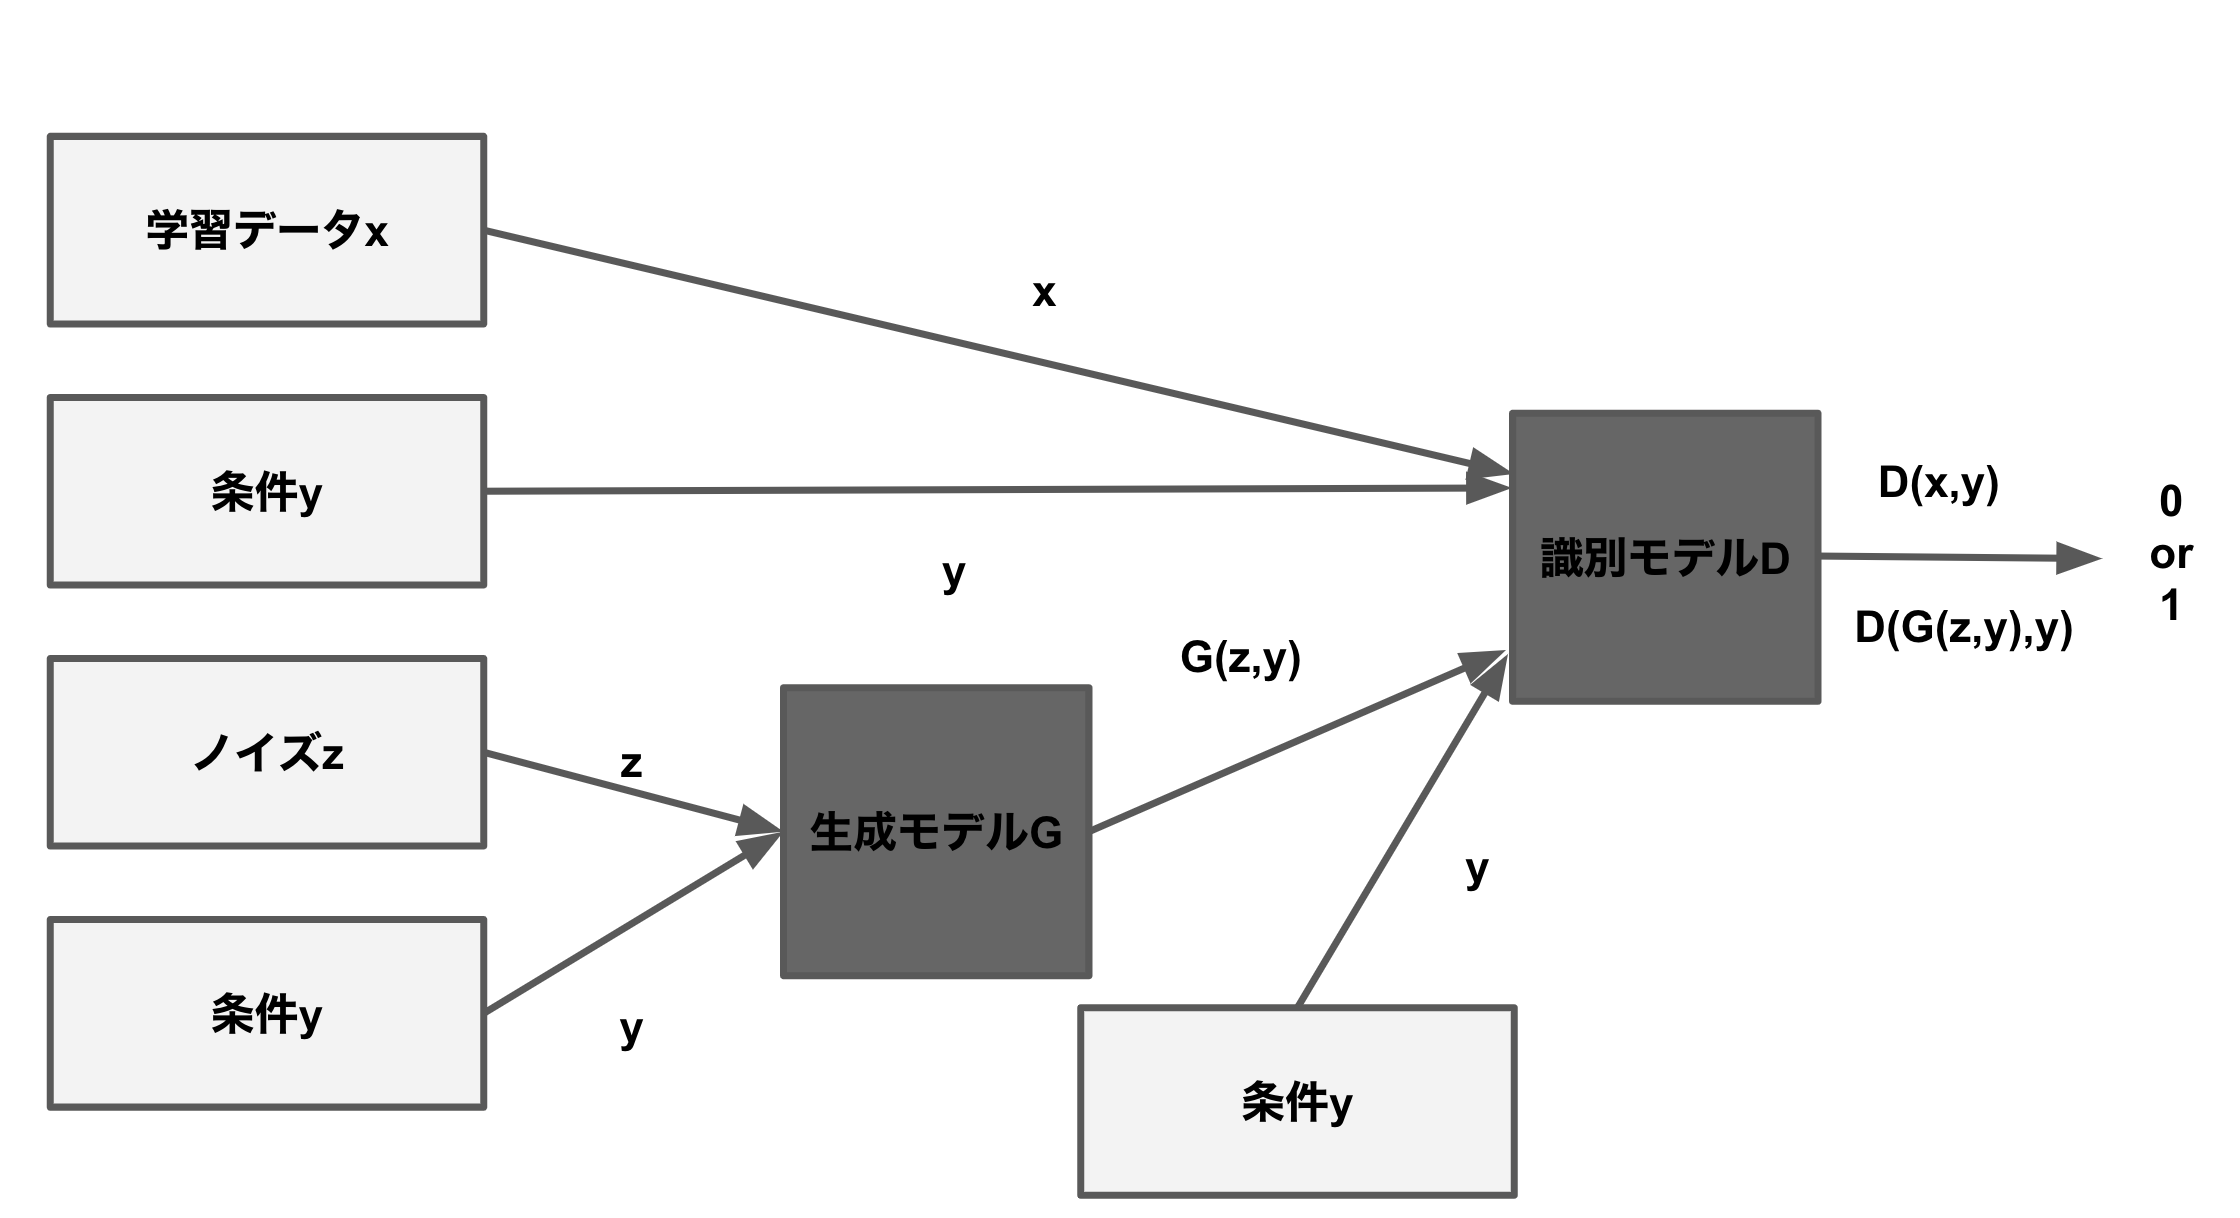 学習データx
x
条件y
y
ノイズz
z
条件y
y
生成モデルG
G(z,y)
条件y
y
識別モデルD
D(x,y)
D(G(z,y),y)
0
or
1